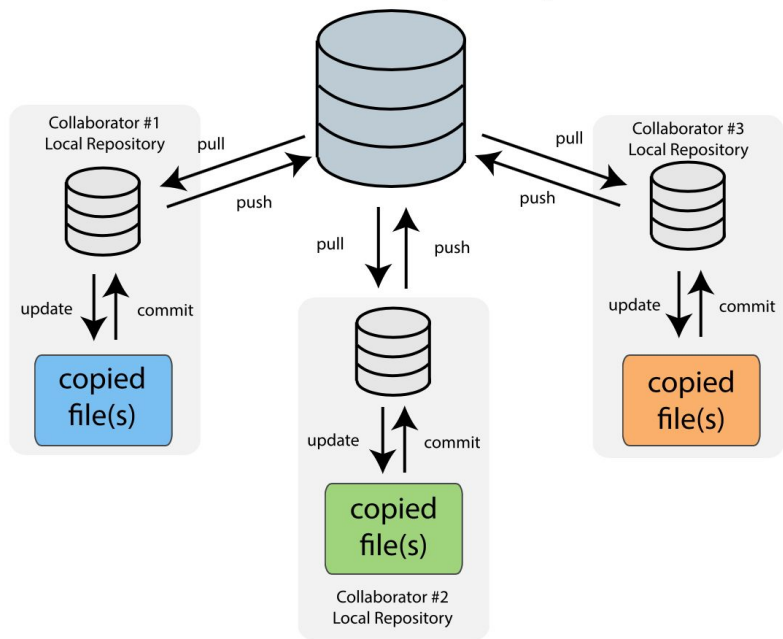 Collaborator #1
Local Repository
pull
push
update
commit
copied
file(s)
pull
push
update
commit
copied
file(s)
Collaborator #2
Local Repository
Collaborator #3
Local Repository
pull
push
update
commit
copied
file(s)